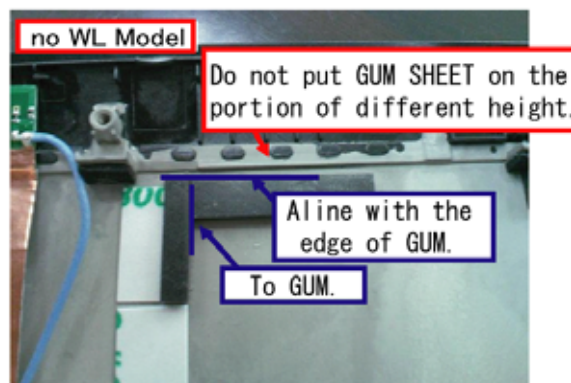 no WL Model
Do not put GUM SHEET on the
portion of different height.
Aline with the
edge of GUM.
To GUM.